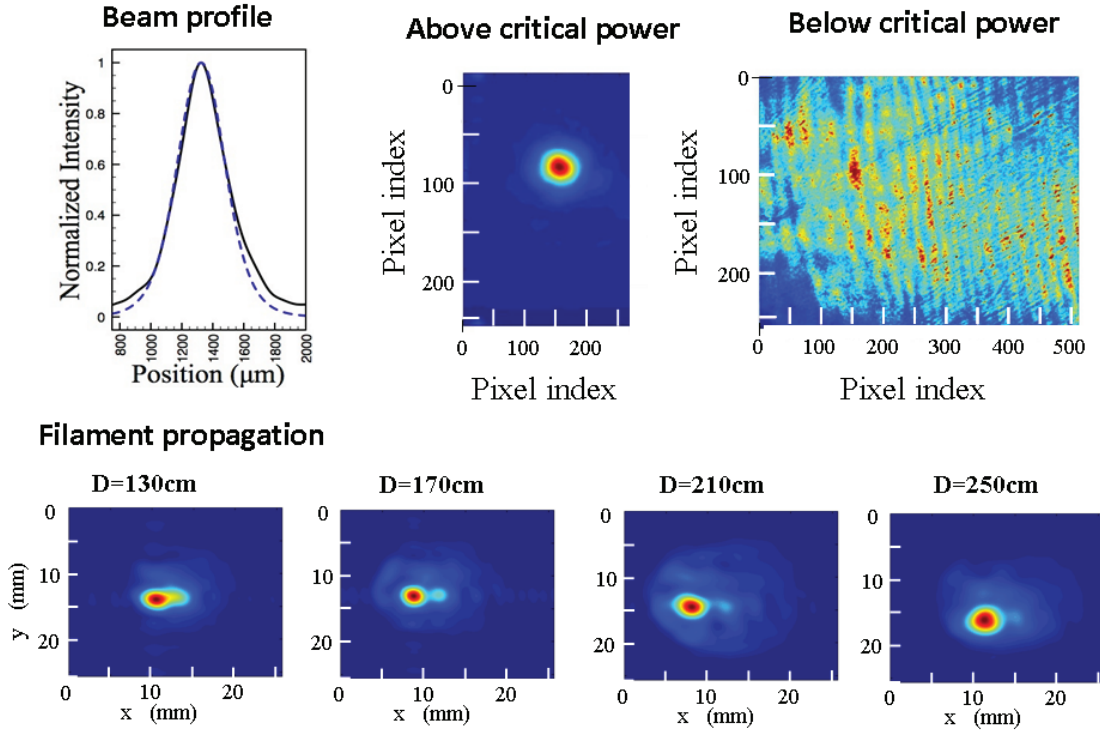 Beam profile
Above critical power
Below critical power
Normalized Intensity
1
0.8
0.6
0.4
0.2
0
800
1000
1200
1400
1600
1800
2000
Position (μm)
Pixel index
0
100
200
0
100
200
Pixel index
Pixel index
0
100
200
0
100
200
300
400
500
Pixel index
Filament propagation
D=130cm
D=170cm
D=210cm
D=250cm
y (mm)
0
10
20
0
10
20
x (mm)
0
10
20
0
10
20
x (mm)
0
10
20
0
10
20
x (mm)
0
10
20
0
10
20
x (mm)